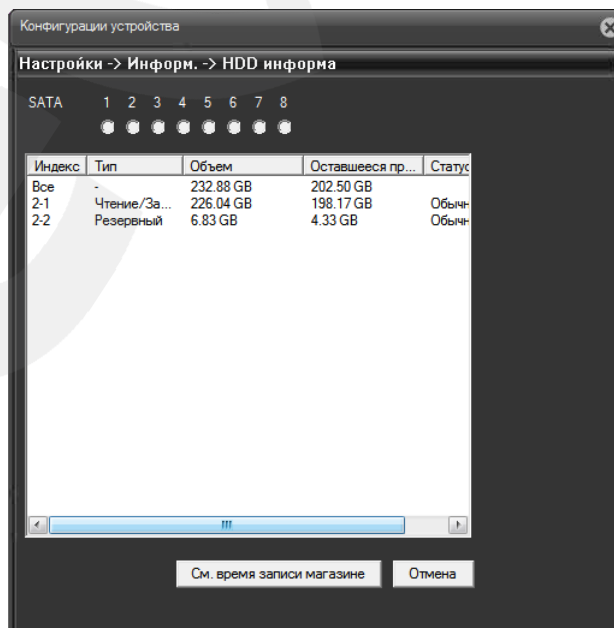 Конфигурации устройства
Настройки -> Информ. -> HDD информа
SATA 1 2 3 4 5 6 7 8
Индекс Тип Объем Оставшееся пр... Статус
Все - 232.88 GB 202.50 GB
2-1 Чтение/За... 226.04 GB 198.17 GB Обычн
2-2 Резервный 6.83 GB 4.33 GB Обычн
См. время записи магазине Отмена